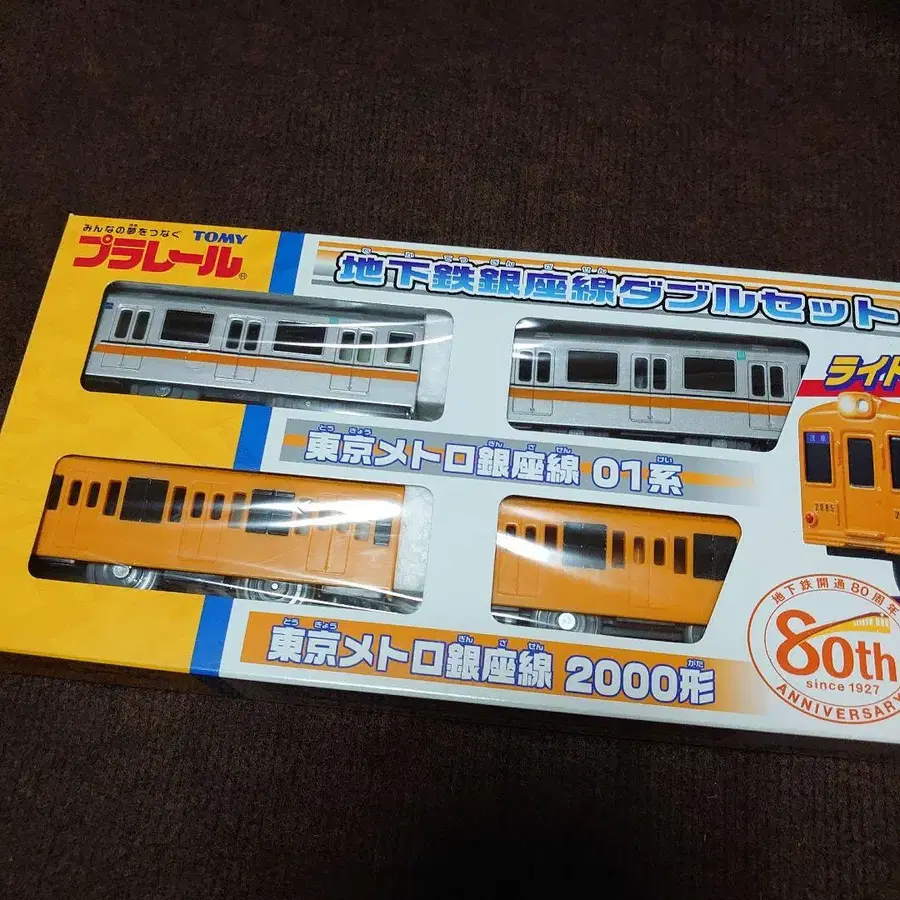 みんなの夢をつなぐ
TOMY
プラレール®
地下鉄銀座線ダブルセット
ライト
東京メトロ銀座線 01系
東京メトロ銀座線 2000形
地下鉄開通80周年
80th
since 1927
ANNIVERSARY